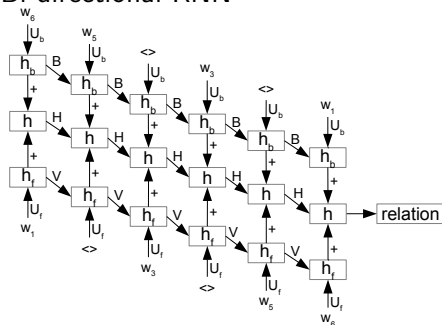 Bi-directional RNN
w6
Ub w5
hb B Ub <>
+ hb B Ub w3
h H + hb B Ub <>
+ h H + hb B Ub w1
hf V + h H + hb B Ub
Uf hf V + h H + hb
w1 Uf hf V + h H +
<> Uf hf V + h relation
w3 Uf hf V +
<> Uf hf
w5 Uf
w6